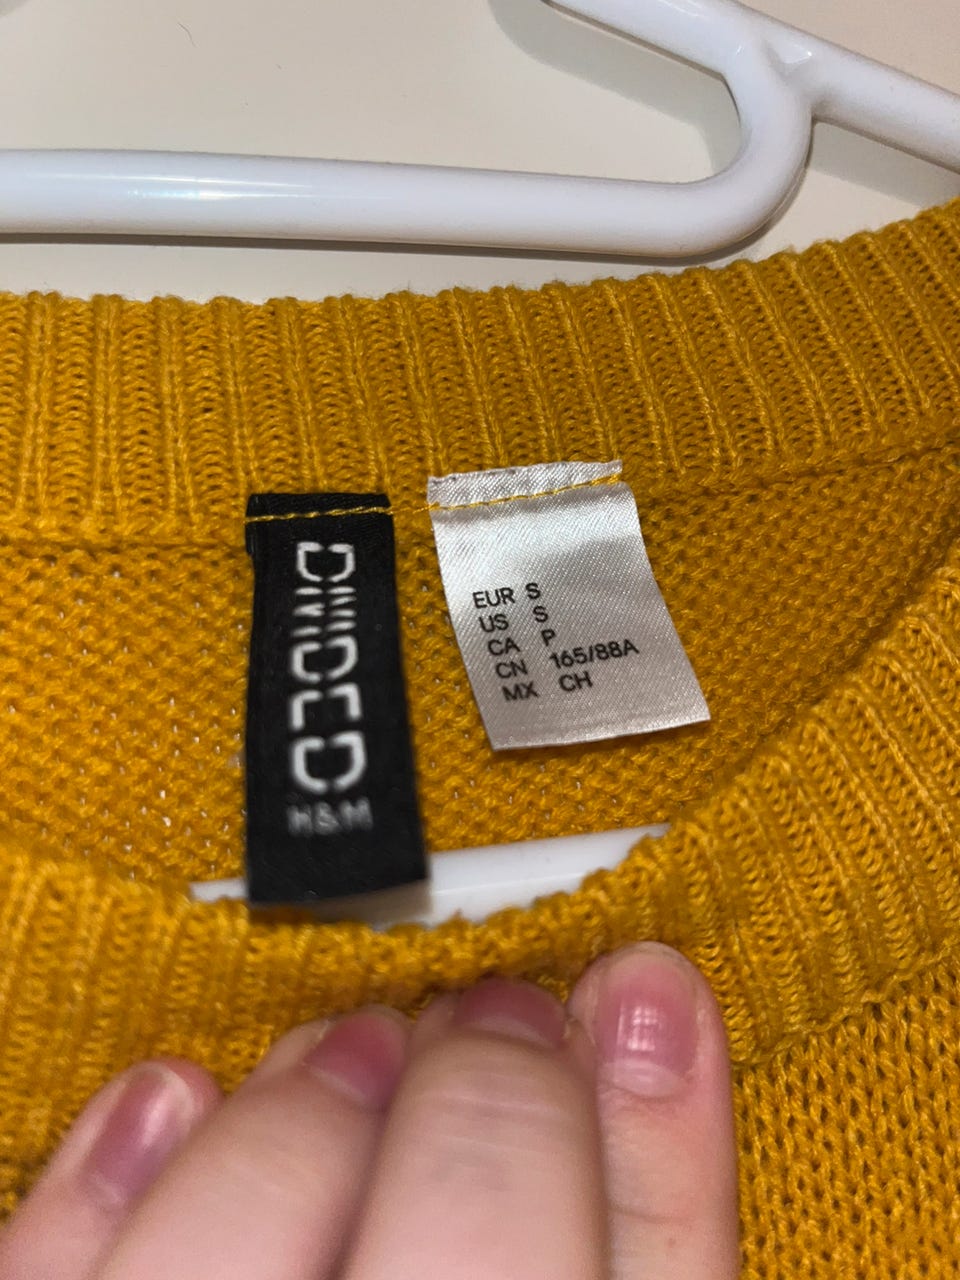 DIVIDED
H&M
EUR S
US S
CA P
CN 165/88A
MX CH